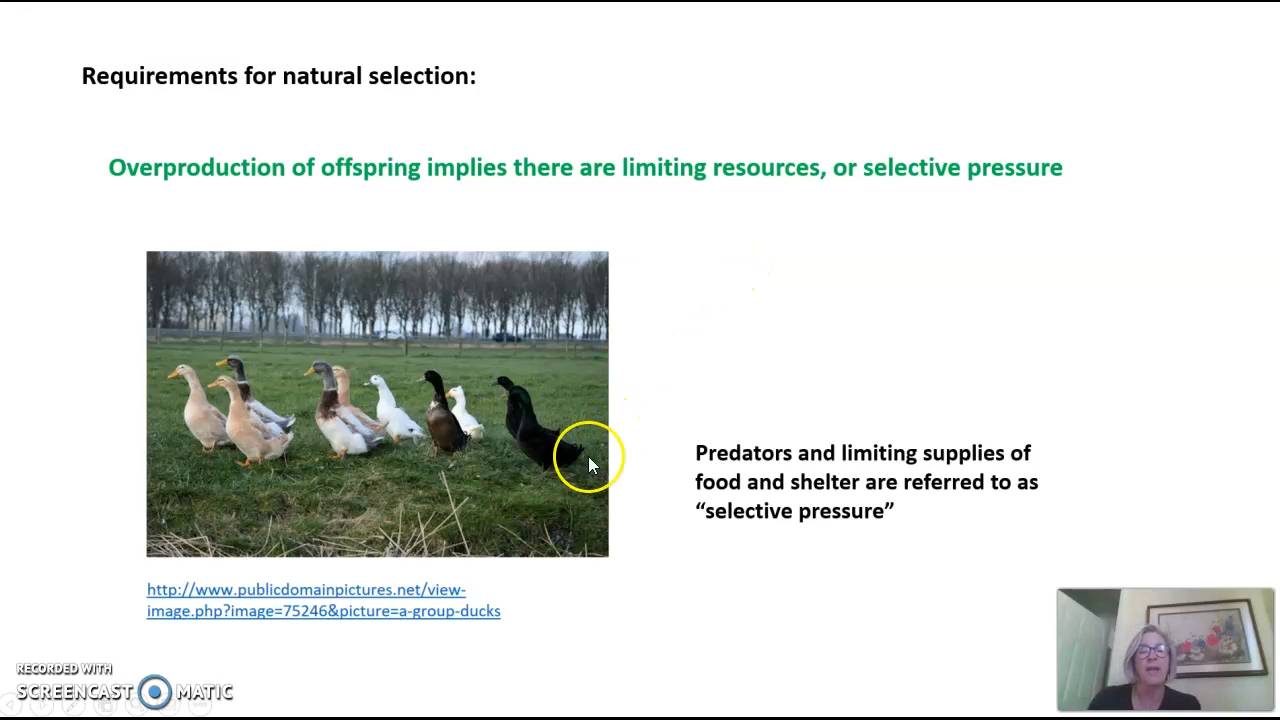 Requirements for natural selection:
Overproduction of offspring implies there are limiting resources, or selective pressure
Predators and limiting supplies of
food and shelter are referred to as
“selective pressure”
http://www.publicdomainpictures.net/view-
image.php?image=75246&picture=a-group-ducks
RECORDED WITH
SCREENCAST MATIC